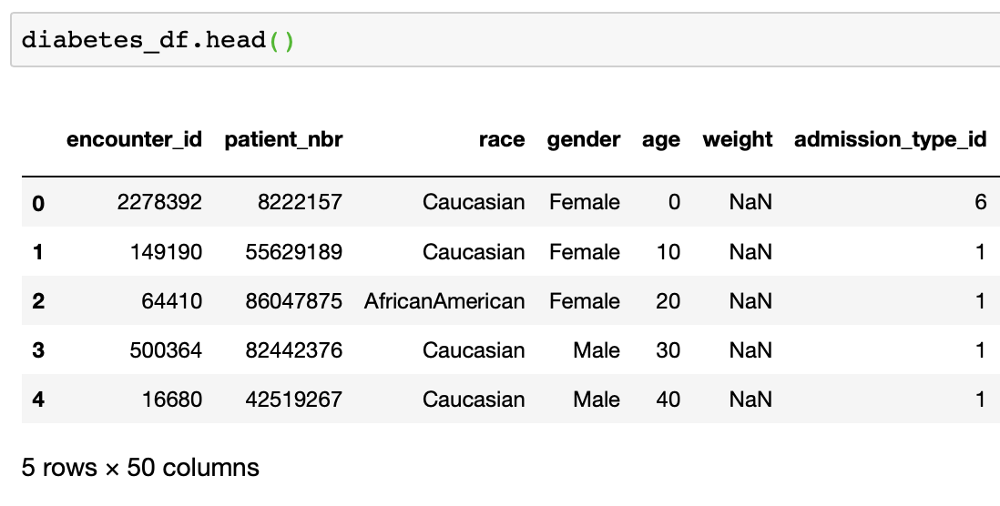 diabetes_df.head()
encounter_id patient_nbr race gender age weight admission_type_id
0 2278392 8222157 Caucasian Female 0 NaN 6
1 149190 55629189 Caucasian Female 10 NaN 1
2 64410 86047875 AfricanAmerican Female 20 NaN 1
3 500364 82442376 Caucasian Male 30 NaN 1
4 16680 42519267 Caucasian Male 40 NaN 1
5 rows × 50 columns